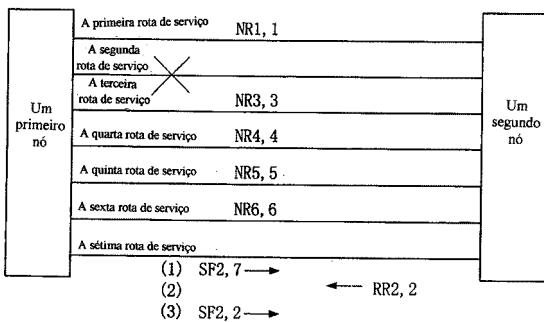 A primeira rota de serviço NR1, 1
A segunda
rota de serviço
A terceira
rota de serviço NR3, 3
Um
primeiro
nó
Um
segundo
nó
A quarta rota de serviço NR4, 4
A quinta rota de serviço NR5, 5
A sexta rota de serviço NR6, 6
A sétima rota de serviço
(1) SF2, 7
(2) RR2, 2
(3) SF2, 2